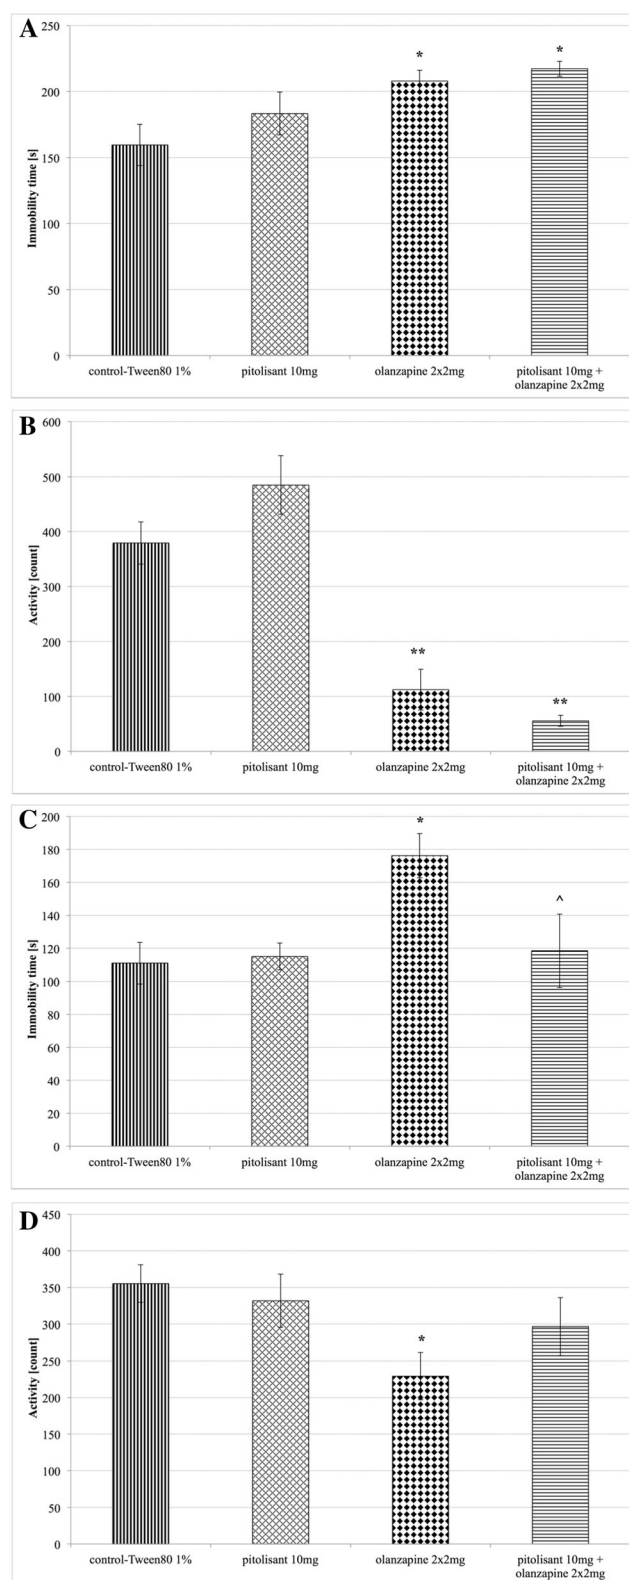 A
250
200
150
100
50
0
Immobility time [s]
*
*
control-Tween80 1%
pitolisant 10mg
olanzapine 2x2mg
pitolisant 10mg +
olanzapine 2x2mg
B
600
500
400
300
200
100
0
Activity [count]
**
**
control-Tween80 1%
pitolisant 10mg
olanzapine 2x2mg
pitolisant 10mg +
olanzapine 2x2mg
C
200
180
160
140
120
100
80
60
40
20
0
Immobility time [s]
*
^
control-Tween80 1%
pitolisant 10mg
olanzapine 2x2mg
pitolisant 10mg +
olanzapine 2x2mg
D
450
400
350
300
250
200
150
100
50
0
Activity [count]
*
control-Tween80 1%
pitolisant 10mg
olanzapine 2x2mg
pitolisant 10mg +
olanzapine 2x2mg